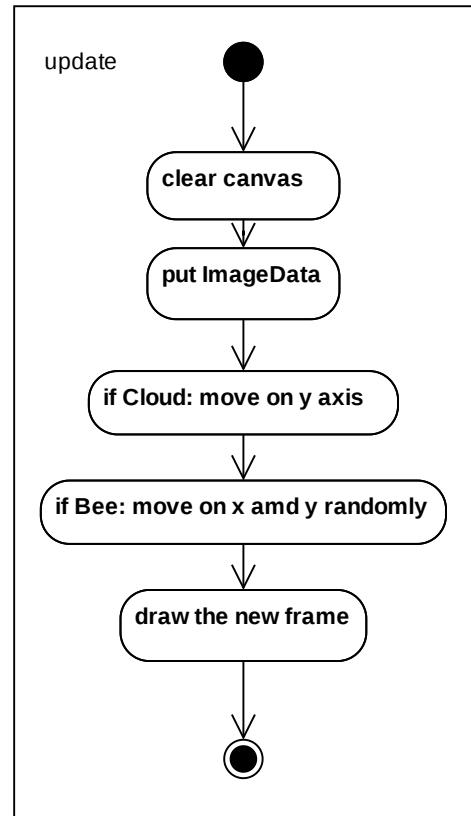 update
clear canvas
put ImageData
if Cloud: move on y axis
if Bee: move on x amd y randomly
draw the new frame